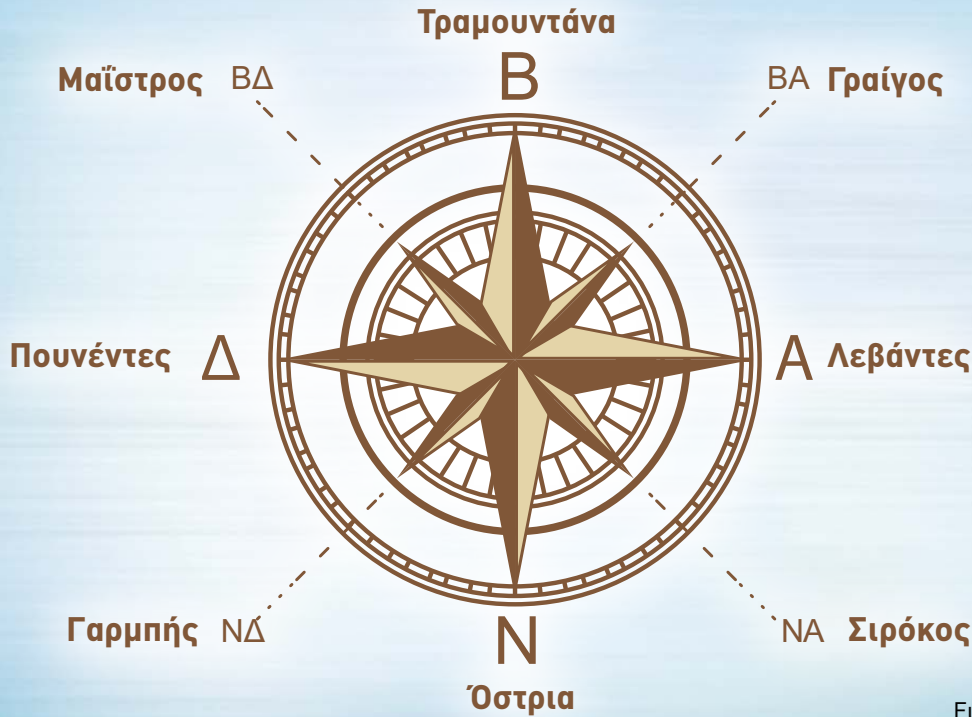 Τραμουντάνα
Β
Μαΐστρος ΒΔ
ΒΑ Γραίγος
Πουνέντες Δ
Α Λεβάντες
Γαρμπής ΝΔ
ΝΑ Σιρόκος
Ν
Όστρια